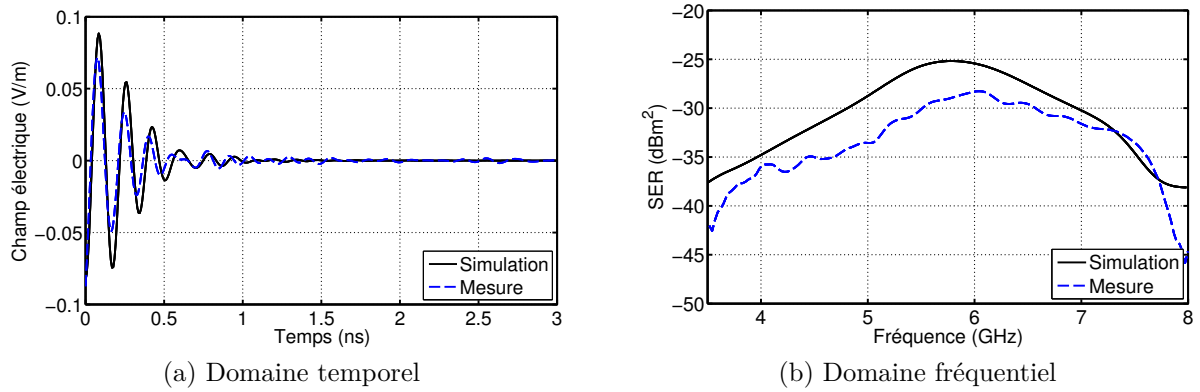 0.1
0.05
0
−0.05
−0.1
Champ électrique (V/m)
0 0.5 1 1.5 2 2.5 3
Temps (ns)
Simulation
Mesure
(a) Domaine temporel
−20
−25
−30
−35
−40
−45
−50
SER (dBm²)
4 5 6 7 8
Fréquence (GHz)
Simulation
Mesure
(b) Domaine fréquentiel